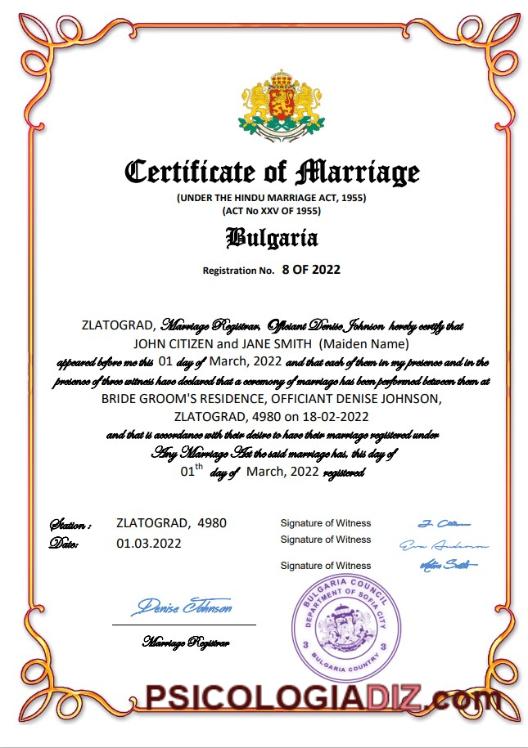 Certificate of Marriage
(UNDER THE HINDU MARRIAGE ACT, 1955)
(ACT No XXV OF 1955)
Bulgaria
Registration No. 8 OF 2022
ZLATOGRAD, Marriage Registrar, Officiant Denise Johnson hereby certify that
JOHN CITIZEN and JANE SMITH (Maiden Name)
appeared before me this 01 day of March, 2022 and that each of them in my presence and in the
presence of three witness have declared that a ceremony of marriage has been performed between them at
BRIDE GROOM'S RESIDENCE, OFFICIANT DENISE JOHNSON,
ZLATOGRAD, 4980 on 18-02-2022
and that is accordance with their desire to have their marriage registered under
Any Marriage Act the said marriage has, this day of
01th day of March, 2022 registered
Station : ZLATOGRAD, 4980
Date: 01.03.2022
Signature of Witness
Signature of Witness Eva Anderson
Signature of Witness
Denise Johnson
Marriage Registrar
BULGARIA COUNCIL
DEPARTMENT OF SOFIA CITY
3 3
BULGARIA COUNTRY
PSICOLOGIADIZ.com